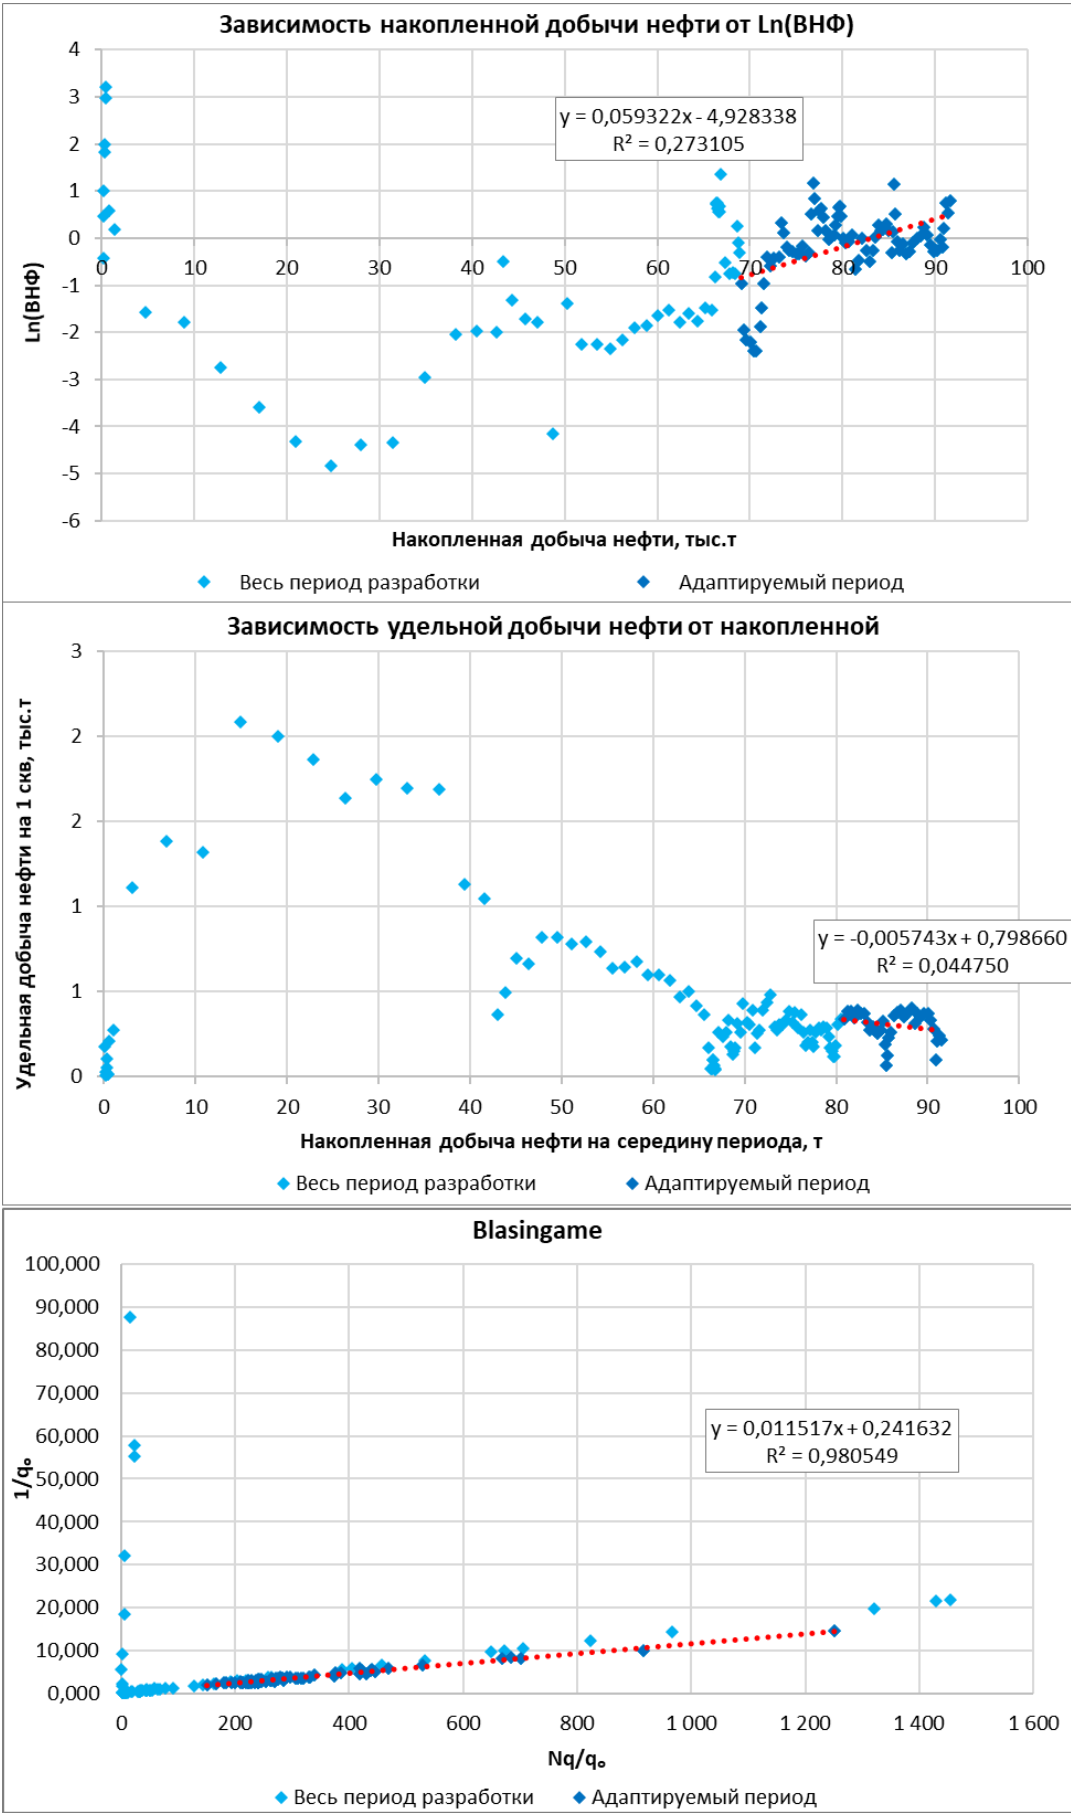 Зависимость накопленной добычи нефти от Ln(ВНФ)
4
3
2
1
0
-1
-2
-3
-4
-5
-6
Ln(ВНФ)
y = 0,059322x - 4,928338
R² = 0,273105
0 10 20 30 40 50 60 70 80 90 100
Накопленная добыча нефти, тыс.т
Весь период разработки Адаптируемый период
Зависимость удельной добычи нефти от накопленной
3
2
2
1
1
0
Удельная добыча нефти на 1 скв, тыс.т
y = -0,005743x + 0,798660
R² = 0,044750
0 10 20 30 40 50 60 70 80 90 100
Накопленная добыча нефти на середину периода, т
Весь период разработки Адаптируемый период
Blasingame
100,000
90,000
80,000
70,000
60,000
50,000
40,000
30,000
20,000
10,000
0,000
1/qₒ
y = 0,011517x + 0,241632
R² = 0,980549
0 200 400 600 800 1 000 1 200 1 400 1 600
Nq/qₒ
Весь период разработки Адаптируемый период